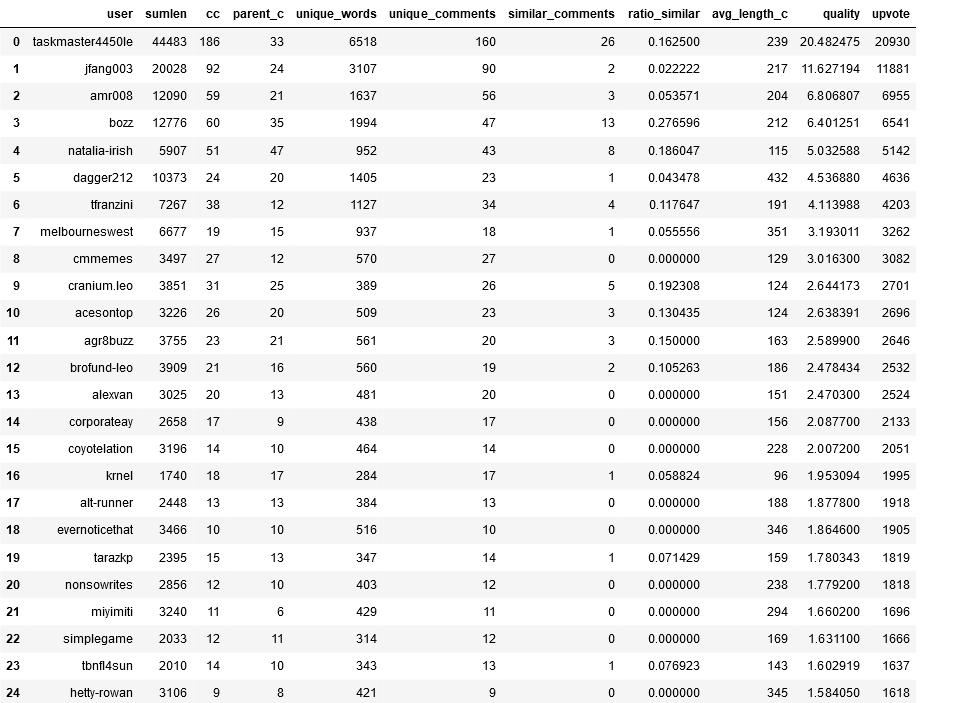 user sumlen cc parent_c unique_words unique_comments similar_comments ratio_similar avg_length_c quality upvote
0 taskmaster4450le 44483 186 33 6518 160 26 0.162500 239 20.482475 20930
1 jfang003 20028 92 24 3107 90 2 0.022222 217 11.627194 11881
2 amr008 12090 59 21 1637 56 3 0.053571 204 6.806807 6955
3 bozz 12776 60 35 1994 47 13 0.276596 212 6.401251 6541
4 natalia-irish 5907 51 47 952 43 8 0.186047 115 5.032588 5142
5 dagger212 10373 24 20 1405 23 1 0.043478 432 4.536880 4636
6 tfranzini 7267 38 12 1127 34 4 0.117647 191 4.113988 4203
7 melbourneswest 6677 19 15 937 18 1 0.055556 351 3.193011 3262
8 cmmemes 3497 27 12 570 27 0 0.000000 129 3.016300 3082
9 cranium.leo 3851 31 25 389 26 5 0.192308 124 2.644173 2701
10 acesontop 3226 26 20 509 23 3 0.130435 124 2.638391 2696
11 agr8buzz 3755 23 21 561 20 3 0.150000 163 2.589900 2646
12 brofund-leo 3909 21 16 560 19 2 0.105263 186 2.478434 2532
13 alexvan 3025 20 13 481 20 0 0.000000 151 2.470300 2524
14 corporateay 2658 17 9 438 17 0 0.000000 156 2.087700 2133
15 coyotelation 3196 14 10 464 14 0 0.000000 228 2.007200 2051
16 krnel 1740 18 17 284 17 1 0.058824 96 1.953094 1995
17 alt-runner 2448 13 13 384 13 0 0.000000 188 1.877800 1918
18 evernoticethat 3466 10 10 516 10 0 0.000000 346 1.864600 1905
19 tarazkp 2395 15 13 347 14 1 0.071429 159 1.780343 1819
20 nonsowrites 2856 12 10 403 12 0 0.000000 238 1.779200 1818
21 miyimiti 3240 11 6 429 11 0 0.000000 294 1.660200 1696
22 simplegame 2033 12 11 314 12 0 0.000000 169 1.631100 1666
23 tbnfl4sun 2010 14 10 343 13 1 0.076923 143 1.602919 1637
24 hetty-rowan 3106 9 8 421 9 0 0.000000 345 1.584050 1618